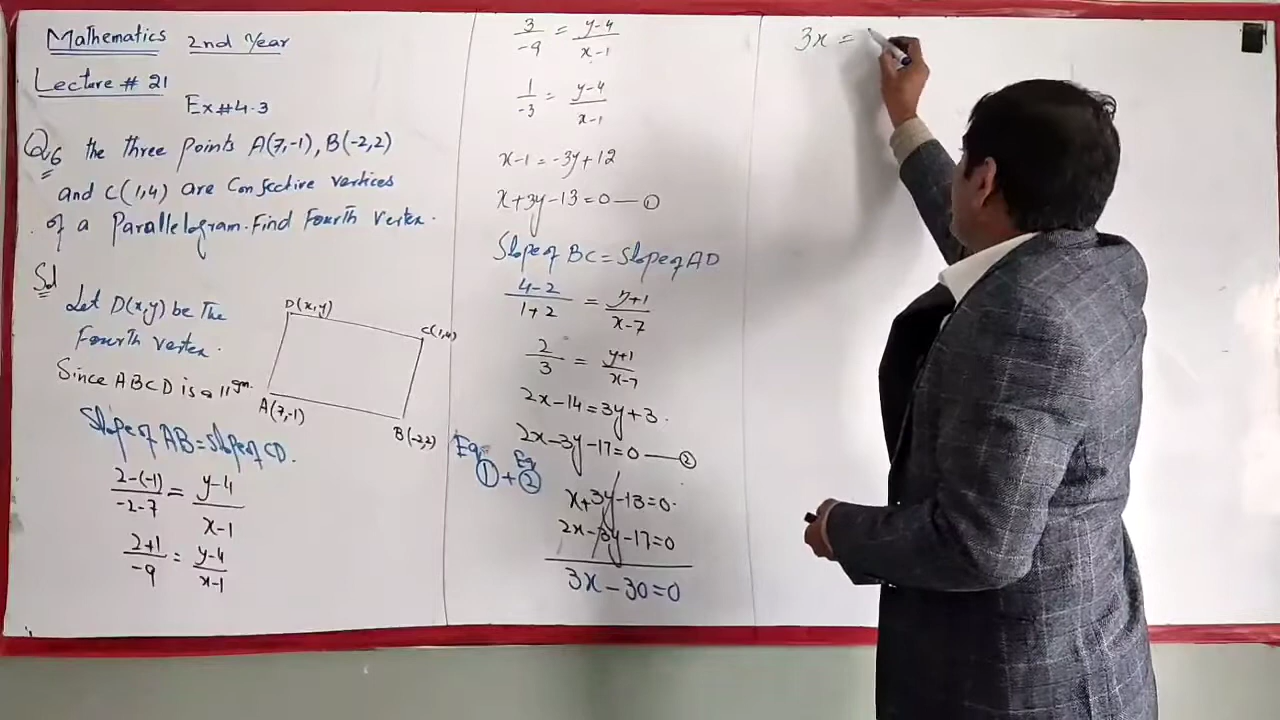 Mathematics 2nd Year
Lecture # 21
Ex#4.3
Q6 the three points A(7,-1), B(-2,2)
and C(1,4) are Consective vertices
of a Parallelogram. Find Fourth Vertex.
Sol
Let D(x,y) be the
Fourth vertex.
Since ABCD is a ||gm.
D(x,y)
C(1,4)
A(7,-1)
B(-2,2)
Slope of AB = Slope of CD.
2-(-1)/-2-7 = y-4/x-1
2+1/-9 = y-4/x-1
3/-9 = y-4/x-1
1/-3 = y-4/x-1
x-1 = -3y+12
x+3y-13=0 — ①
Slope of BC = Slope of AD
4-2/1+2 = y+1/x-7
2/3 = y+1/x-7
2x-14=3y+3.
2x-3y-17=0 — ②
Eq ① + Eq ②
x+3y-13=0.
2x-3y-17=0
3x-30=0
3x =